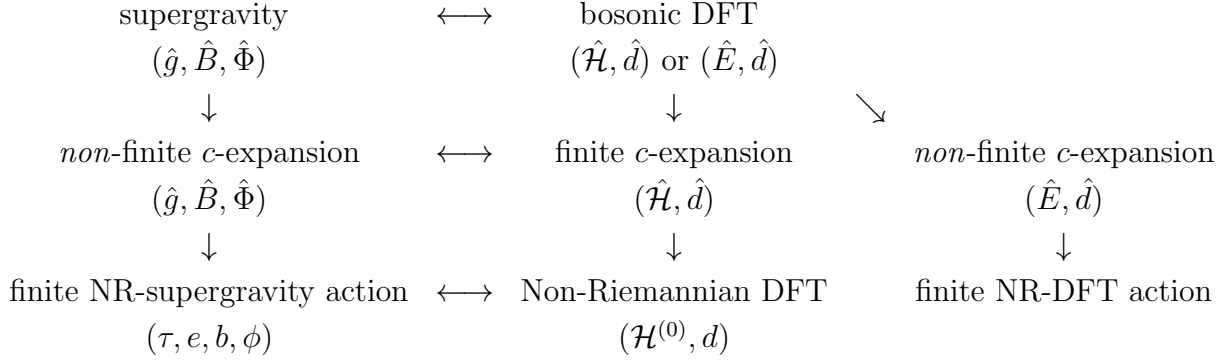 supergravity ⟷ bosonic DFT
(ĝ, B̂, Φ̂) (ℋ̂, d̂) or (Ê, d̂)
↓ ↓ ↘
non-finite c-expansion ⟷ finite c-expansion non-finite c-expansion
(ĝ, B̂, Φ̂) (ℋ̂, d̂) (Ê, d̂)
↓ ↓ ↓
finite NR-supergravity action ⟷ Non-Riemannian DFT finite NR-DFT action
(τ, e, b, ϕ) (ℋ⁽⁰⁾, d)